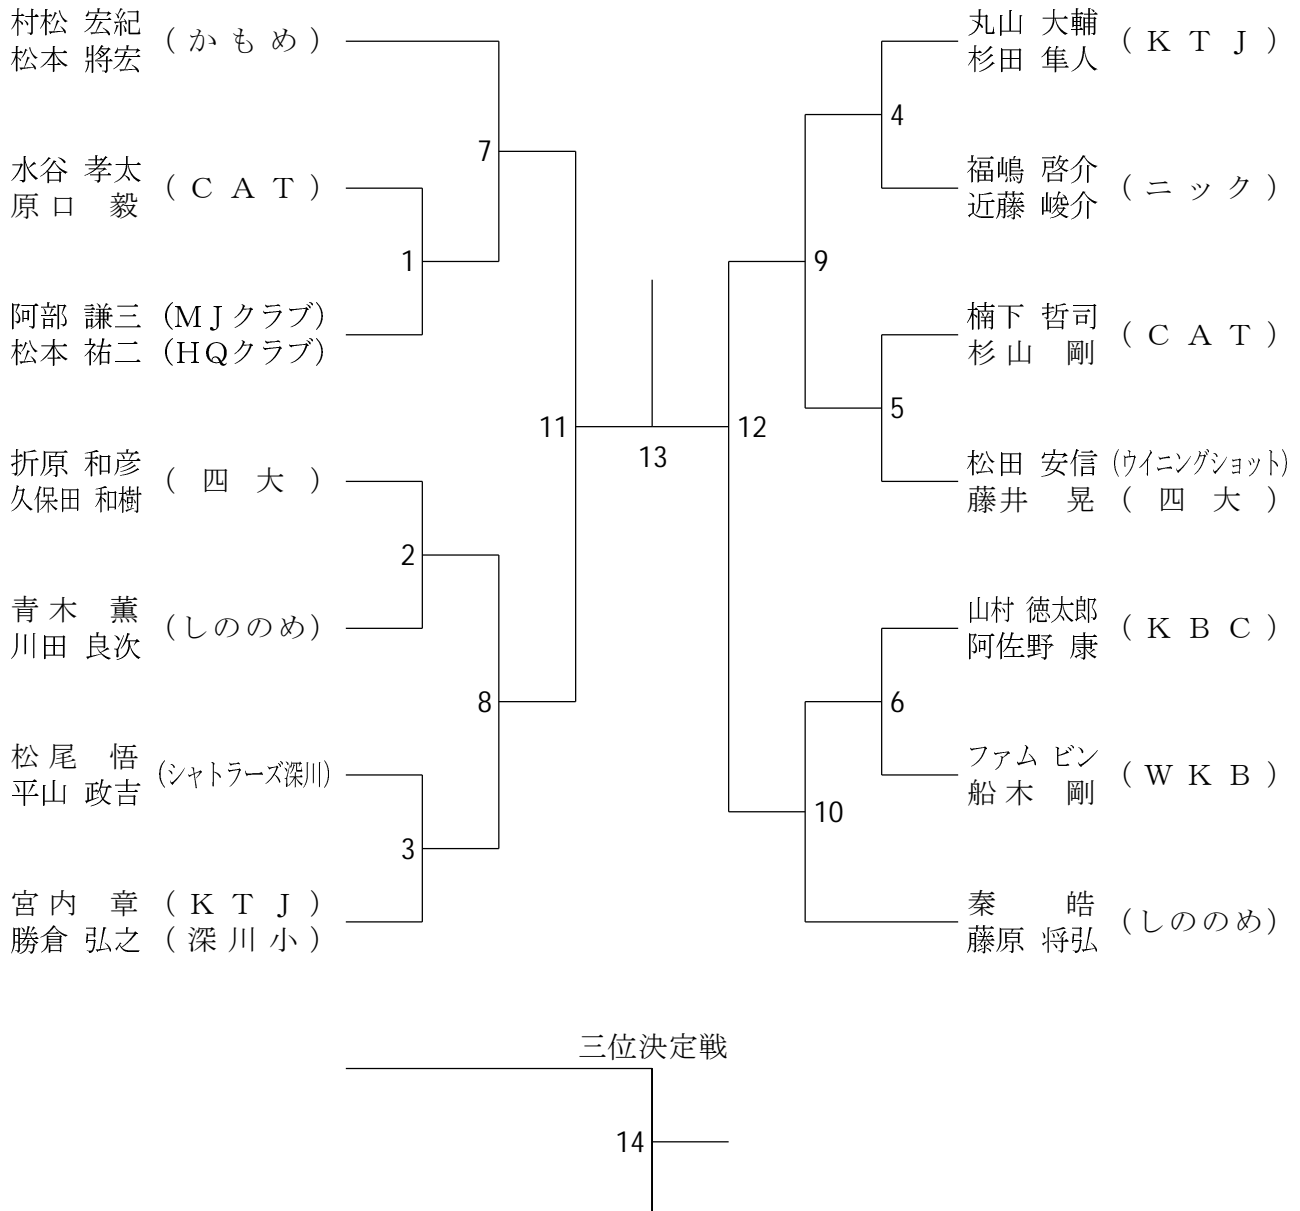 村松 宏紀 (かもめ)
松本 將宏
水谷 孝太 (CAT)
原口 毅
阿部 謙三 (MJクラブ)
松本 祐二 (HQクラブ)
折原 和彦 (四大)
久保田 和樹
青木 薫 (しののめ)
川田 良次
松尾 悟 (シャトラーズ深川)
平山 政吉
宮内 章 (KTJ)
勝倉 弘之 (深川小)
7
1
2
8
3
11
13
12
丸山 大輔 (KTJ)
杉田 隼人
福嶋 啓介 (ニック)
近藤 峻介
楠下 哲司 (CAT)
杉山 剛
松田 安信 (ウイニングショット)
藤井 晃 (四大)
山村 徳太郎 (KBC)
阿佐野 康
ファム ビン (WKB)
船木 剛
秦 皓 (しののめ)
藤原 将弘
4
9
5
6
10
三位決定戦
14